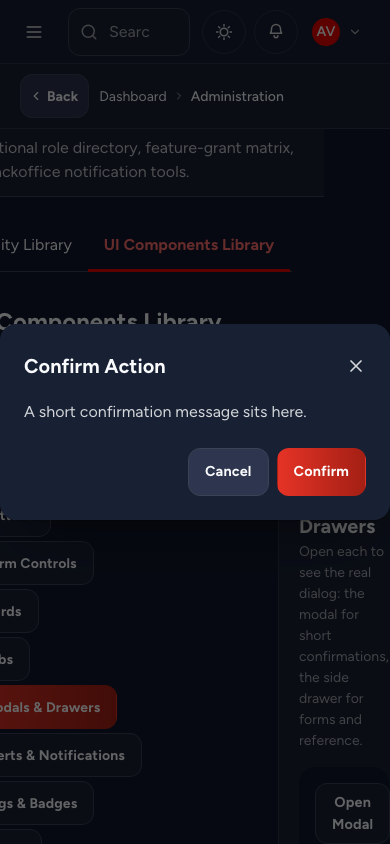 Searc
AV
Back
Dashboard
Administration
tional role directory, feature-grant matrix,
ckoffice notification tools.
ity Library
UI Components Library
Components Library
Confirm Action
A short confirmation message sits here.
Cancel
Confirm
rm Controls
rds
bs
odals & Drawers
erts & Notifications
gs & Badges
Drawers
Open each to
see the real
dialog: the
modal for
short
confirmations,
the side
drawer for
forms and
reference.
Open
Modal